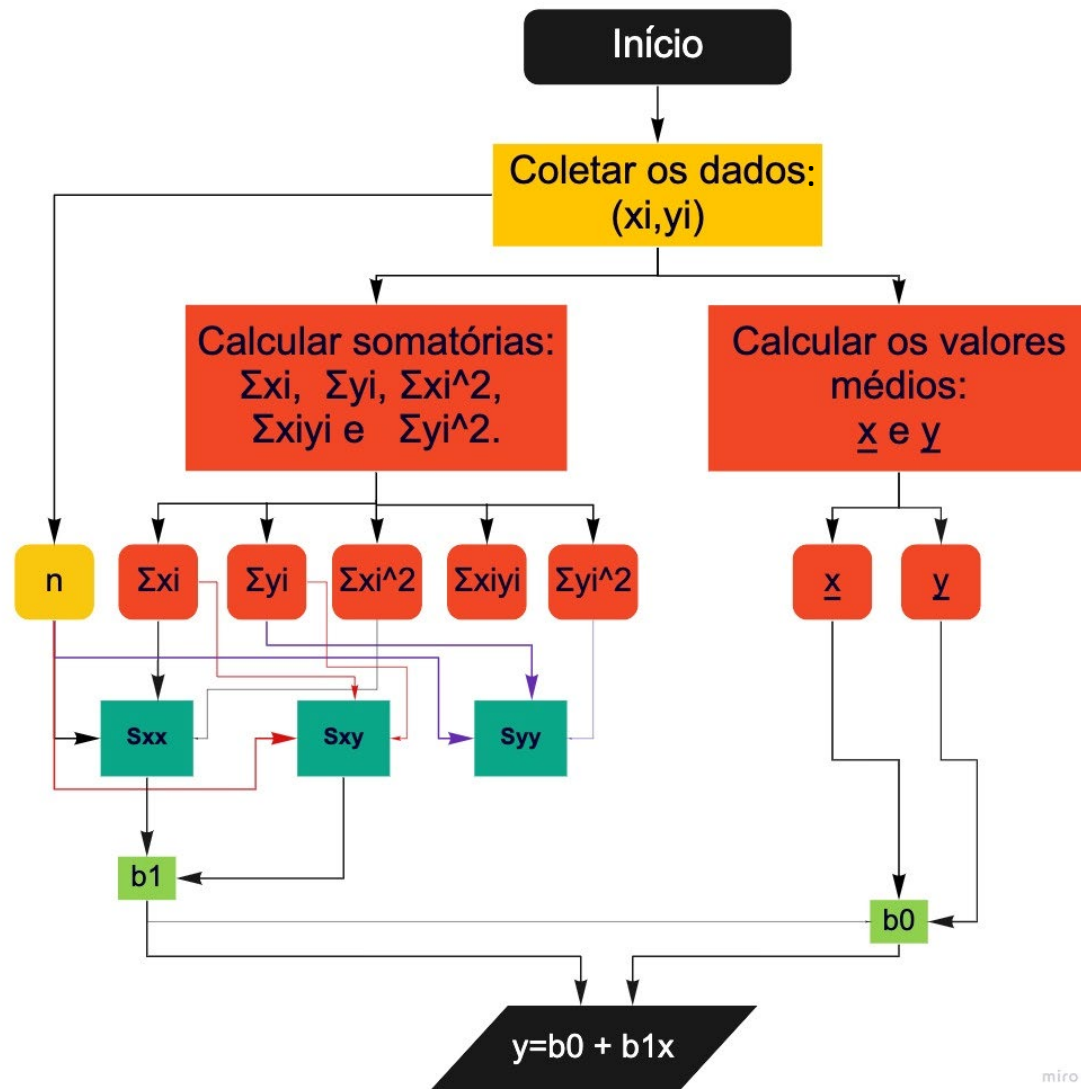 Início
Coletar os dados:
(xi,yi)
Calcular somatórias:
Σxi, Σyi, Σxi^2,
Σxiyi e Σyi^2.
Calcular os valores
médios:
x e y
n
Σxi
Σyi
Σxi^2
Σxiyi
Σyi^2
x
y
Sxx
Sxy
Syy
b1
b0
y=b0 + b1x
miro